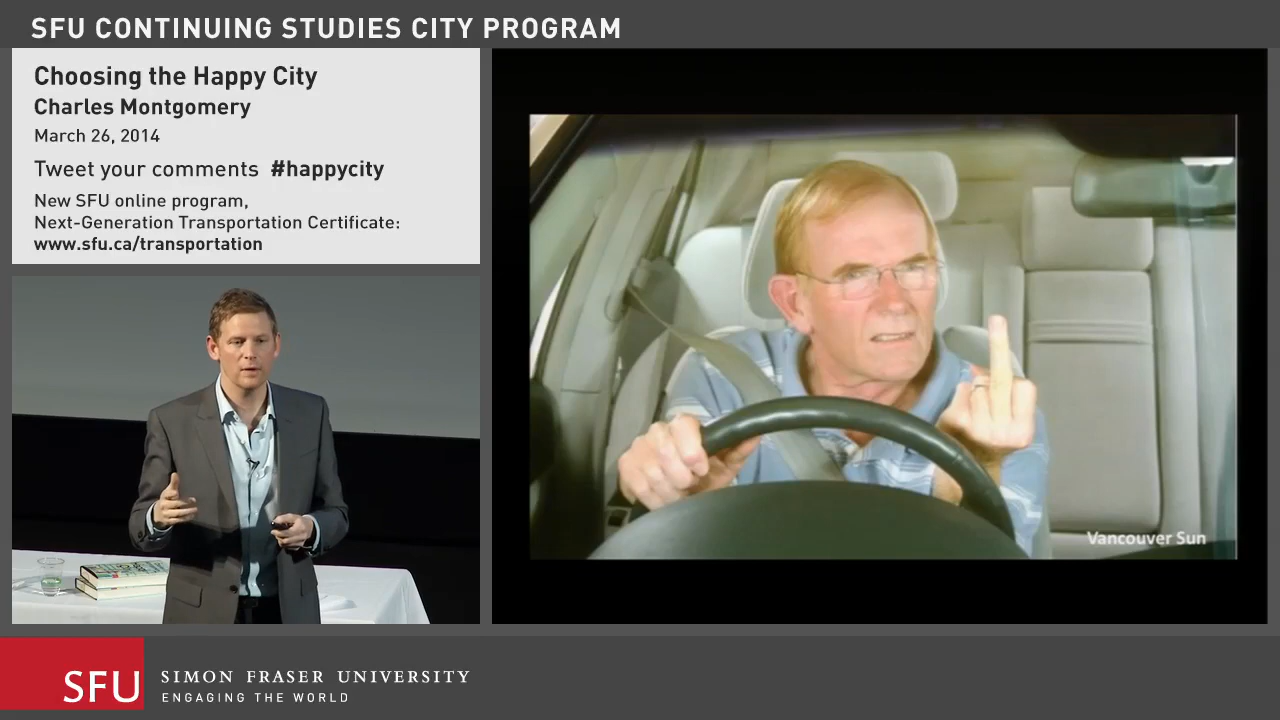 SFU CONTINUING STUDIES CITY PROGRAM
Choosing the Happy City
Charles Montgomery
March 26, 2014
Tweet your comments #happycity
New SFU online program,
Next-Generation Transportation Certificate:
www.sfu.ca/transportation
Vancouver Sun
SFU
SIMON FRASER UNIVERSITY
ENGAGING THE WORLD